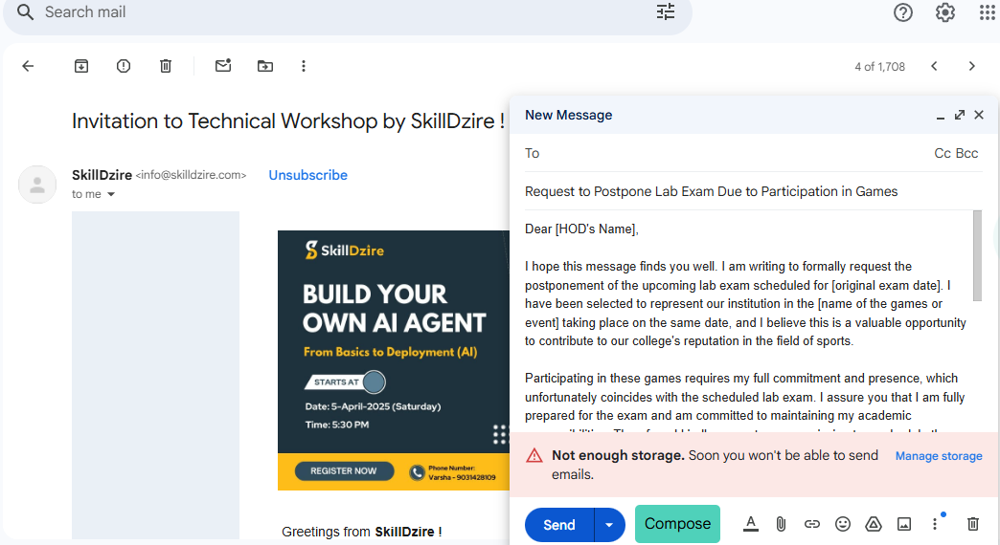 Search mail
4 of 1,708
Invitation to Technical Workshop by SkillDzire !
SkillDzire <info@skilldzire.com> Unsubscribe
to me
SkillDzire
BUILD YOUR
OWN AI AGENT
From Basics to Deployment (AI)
STARTS AT
Date: 5-April-2025 (Saturday)
Time: 5:30 PM
REGISTER NOW
Phone Number:
Varsha - 9031428109
Greetings from SkillDzire !
New Message
To Cc Bcc
Request to Postpone Lab Exam Due to Participation in Games
Dear [HOD's Name],
I hope this message finds you well. I am writing to formally request the
postponement of the upcoming lab exam scheduled for [original exam date]. I
have been selected to represent our institution in the [name of the games or
event] taking place on the same date, and I believe this is a valuable opportunity
to contribute to our college's reputation in the field of sports.
Participating in these games requires my full commitment and presence, which
unfortunately coincides with the scheduled lab exam. I assure you that I am fully
prepared for the exam and am committed to maintaining my academic
Not enough storage. Soon you won't be able to send
emails.
Manage storage
Send
Compose